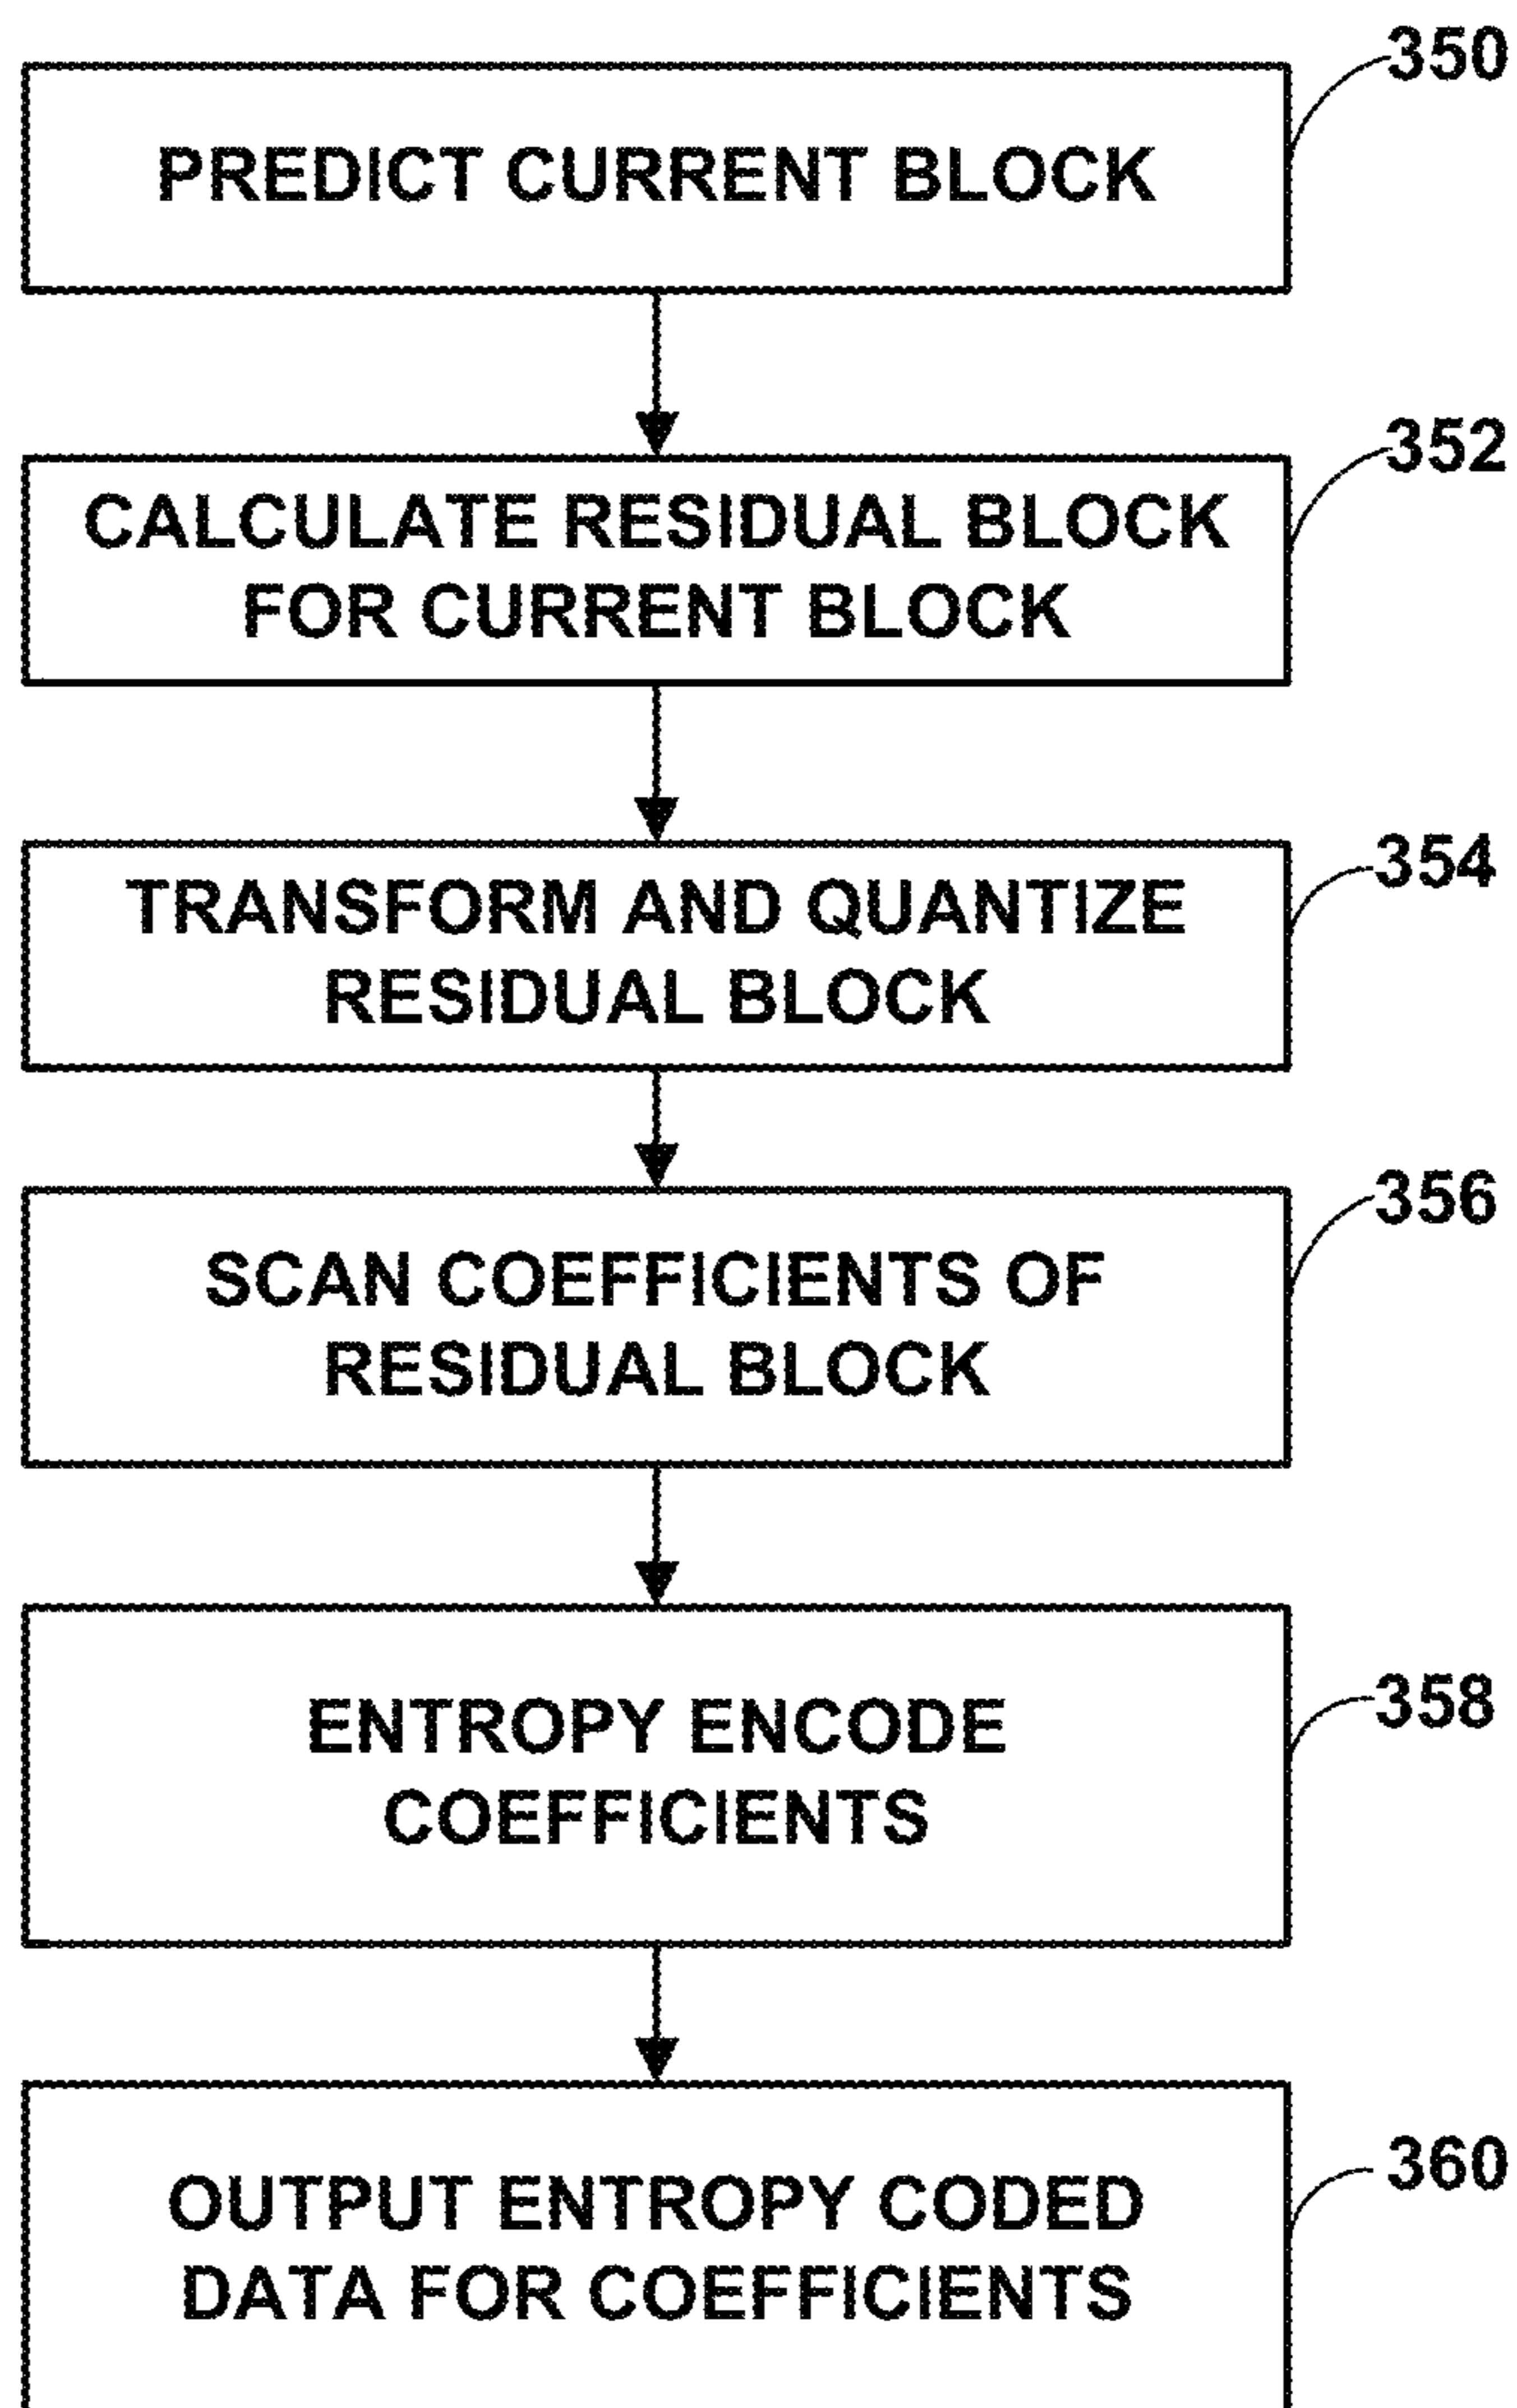 350
PREDICT CURRENT BLOCK
352
CALCULATE RESIDUAL BLOCK
FOR CURRENT BLOCK
354
TRANSFORM AND QUANTIZE
RESIDUAL BLOCK
356
SCAN COEFFICIENTS OF
RESIDUAL BLOCK
358
ENTROPY ENCODE
COEFFICIENTS
360
OUTPUT ENTROPY CODED
DATA FOR COEFFICIENTS